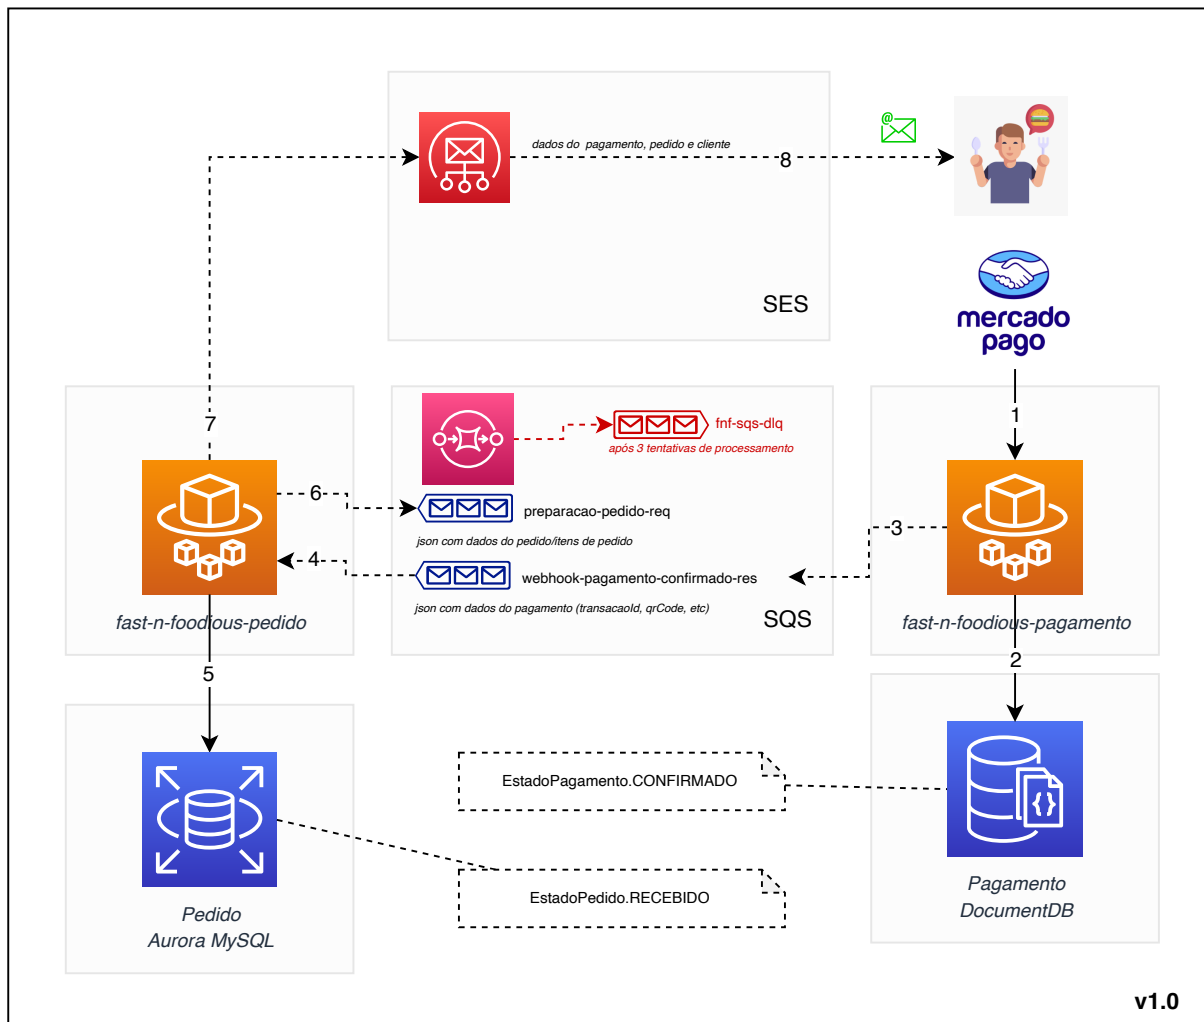 @
dados do pagamento, pedido e cliente
8
SES
mercado
pago
7
1
fnf-sqs-dlq
após 3 tentativas de processamento
6
preparacao-pedido-req
3
json com dados do pedido/itens de pedido
4
webhook-pagamento-confirmado-res
json com dados do pagamento (transacaoId, qrCode, etc)
SQS
fast-n-foodious-pedido
fast-n-foodious-pagamento
5
2
EstadoPagamento.CONFIRMADO
{}
EstadoPedido.RECEBIDO
Pedido
Aurora MySQL
Pagamento
DocumentDB
v1.0